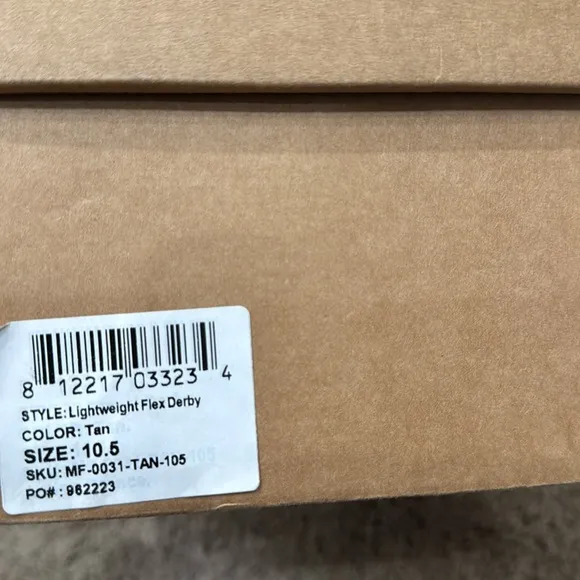 8 12217 03323 4
STYLE: Lightweight Flex Derby
COLOR: Tan
SIZE: 10.5
SKU: MF-0031-TAN-105
PO# : 962223